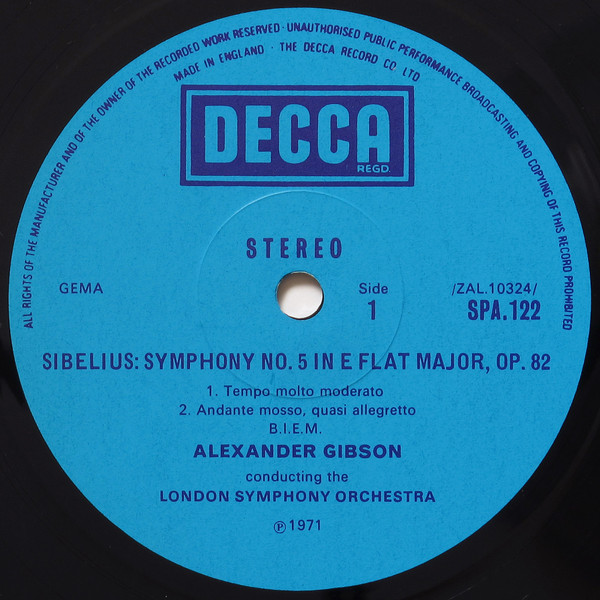 ALL RIGHTS OF THE MANUFACTURER AND OF THE OWNER OF THE RECORDED WORK RESERVED · UNAUTHORISED PUBLIC PERFORMANCE BROADCASTING AND COPYING OF THIS RECORD PROHIBITED
MADE IN ENGLAND · THE DECCA RECORD CO LTD
DECCA
REGD.
STEREO
GEMA
Side
1
/ZAL.10324/
SPA.122
SIBELIUS: SYMPHONY NO. 5 IN E FLAT MAJOR, OP. 82
1. Tempo molto moderato
2. Andante mosso, quasi allegretto
B.I.E.M.
ALEXANDER GIBSON
conducting the
LONDON SYMPHONY ORCHESTRA
℗ 1971